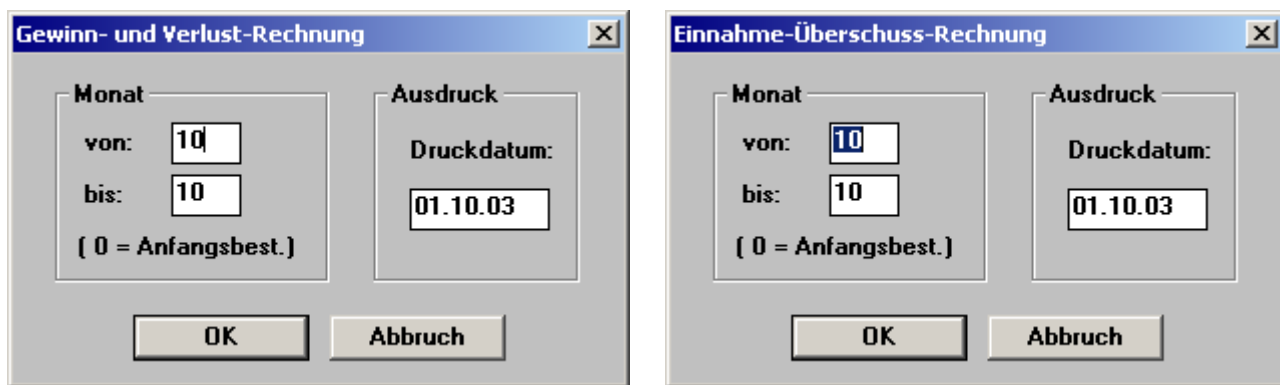 Gewinn- und Verlust-Rechnung
Monat
von: 10
bis: 10
( 0 = Anfangsbest.)
Ausdruck
Druckdatum:
01.10.03
OK
Abbruch
Einnahme-Überschuss-Rechnung
Monat
von: 10
bis: 10
( 0 = Anfangsbest.)
Ausdruck
Druckdatum:
01.10.03
OK
Abbruch